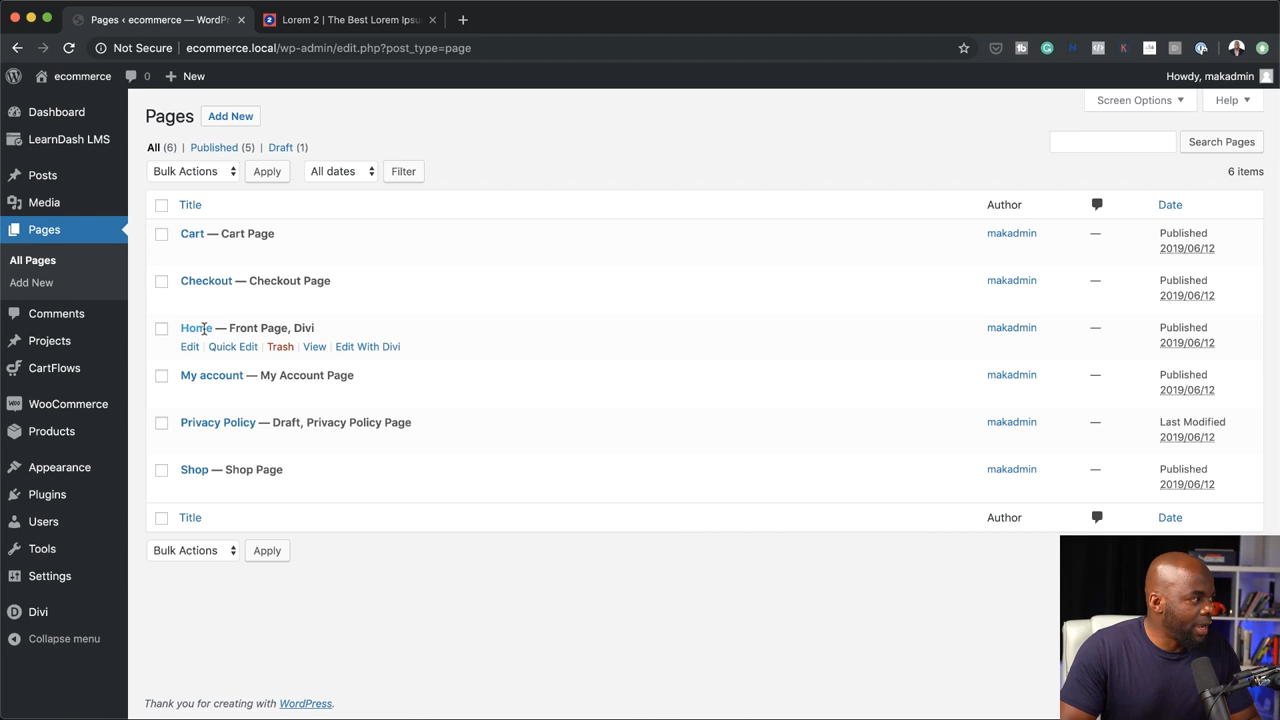 Pages ‹ ecommerce — WordPr
Lorem 2 | The Best Lorem Ipsu
Not Secure
ecommerce.local/wp-admin/edit.php?post_type=page
ecommerce
0
New
Howdy, makadmin
Dashboard
LearnDash LMS
Posts
Media
Pages
All Pages
Add New
Comments
Projects
CartFlows
WooCommerce
Products
Appearance
Plugins
Users
Tools
Settings
Divi
Collapse menu
Screen Options
Help
Pages
Add New
All (6) | Published (5) | Draft (1)
Search Pages
Bulk Actions
Apply
All dates
Filter
6 items
Title
Author
Date
Cart — Cart Page
makadmin
—
Published
2019/06/12
Checkout — Checkout Page
makadmin
—
Published
2019/06/12
Home — Front Page, Divi
Edit | Quick Edit | Trash | View | Edit With Divi
makadmin
—
Published
2019/06/12
My account — My Account Page
makadmin
—
Published
2019/06/12
Privacy Policy — Draft, Privacy Policy Page
makadmin
—
Last Modified
2019/06/12
Shop — Shop Page
makadmin
—
Published
2019/06/12
Title
Author
Date
Bulk Actions
Apply
Thank you for creating with WordPress.